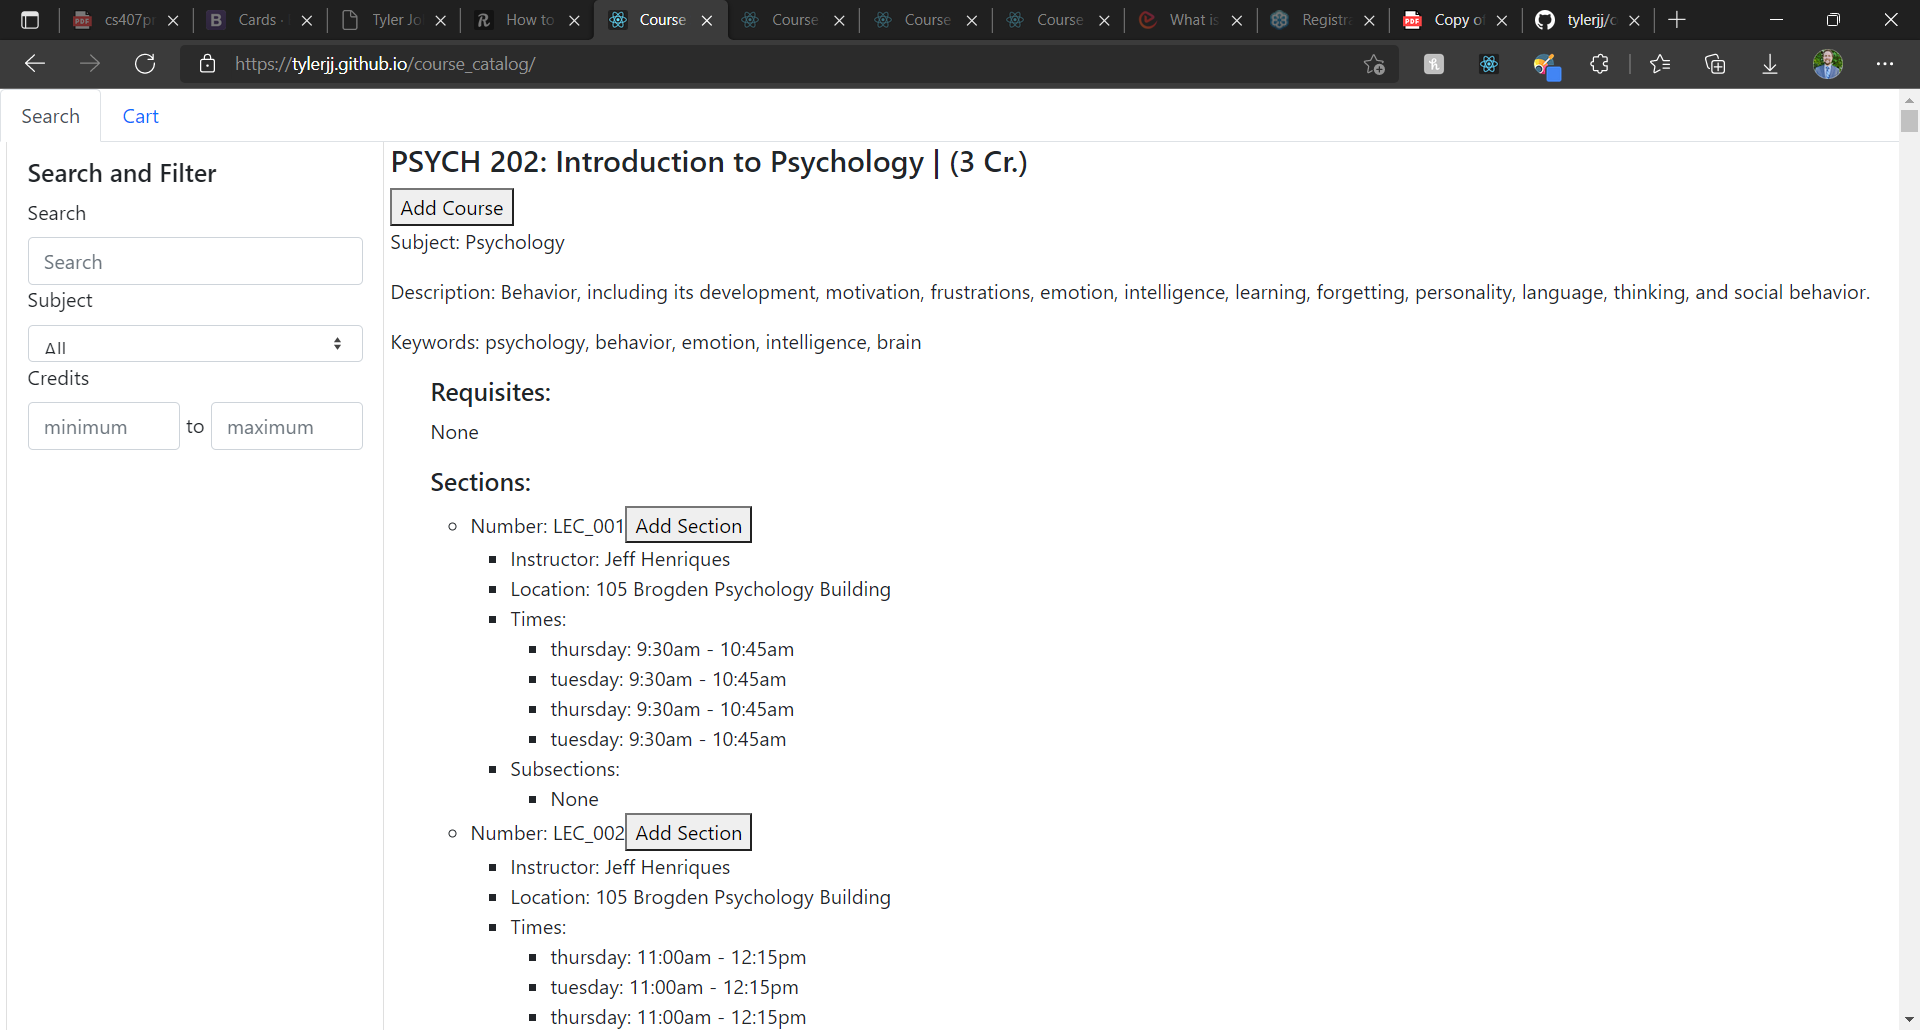 cs407p
Cards ·
Tyler Jo
How to
Course
Course
Course
Course
What is
Registra
Copy o
tylerjj/c
https://tylerjj.github.io/course_catalog/
Search Cart
Search and Filter
Search
Search
Subject
All
Credits
minimum to maximum
PSYCH 202: Introduction to Psychology | (3 Cr.)
Add Course
Subject: Psychology
Description: Behavior, including its development, motivation, frustrations, emotion, intelligence, learning, forgetting, personality, language, thinking, and social behavior.
Keywords: psychology, behavior, emotion, intelligence, brain
Requisites:
None
Sections:
Number: LEC_001 Add Section
Instructor: Jeff Henriques
Location: 105 Brogden Psychology Building
Times:
thursday: 9:30am - 10:45am
tuesday: 9:30am - 10:45am
thursday: 9:30am - 10:45am
tuesday: 9:30am - 10:45am
Subsections:
None
Number: LEC_002 Add Section
Instructor: Jeff Henriques
Location: 105 Brogden Psychology Building
Times:
thursday: 11:00am - 12:15pm
tuesday: 11:00am - 12:15pm
thursday: 11:00am - 12:15pm